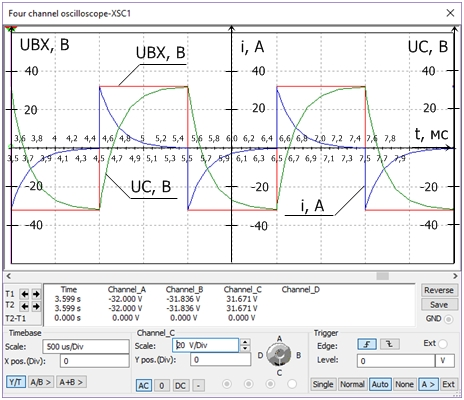 Four channel oscilloscope-XSC1
UBX, B
i, A
UC, B
UBX, B
40
40
40
20
20
20
3,6 3,8 4,0 4,2 4,4 4,6 4,8 5,0 5,2 5,4 5,6 5,8 6,0 6,2 6,4 6,6 6,8 7,0 7,2 7,4 7,6 7,8
t, мс
3,5 3,7 3,9 4,1 4,3 4,5 4,7 4,9 5,1 5,3 5,5 5,7 5,9 6,1 6,3 6,5 6,7 6,9 7,1 7,3 7,5 7,7 7,9
-20
-20
-20
UC, B
i, A
-40
-40
-40
Time Channel_A Channel_B Channel_C Channel_D
T1 3.599 s -32.000 V -31.836 V 31.671 V
T2 3.599 s -32.000 V -31.836 V 31.671 V
T2-T1 0.000 s 0.000 V 0.000 V 0.000 V
Reverse
Save
GND
Timebase
Scale: 500 us/Div
X pos.(Div): 0
Y/T A/B > A+B >
Channel_C
Scale: 20 V/Div
Y pos.(Div): 0
AC 0 DC -
A
D B
C
Trigger
Edge: Ext
Level: 0 V
Single Normal Auto None A > Ext